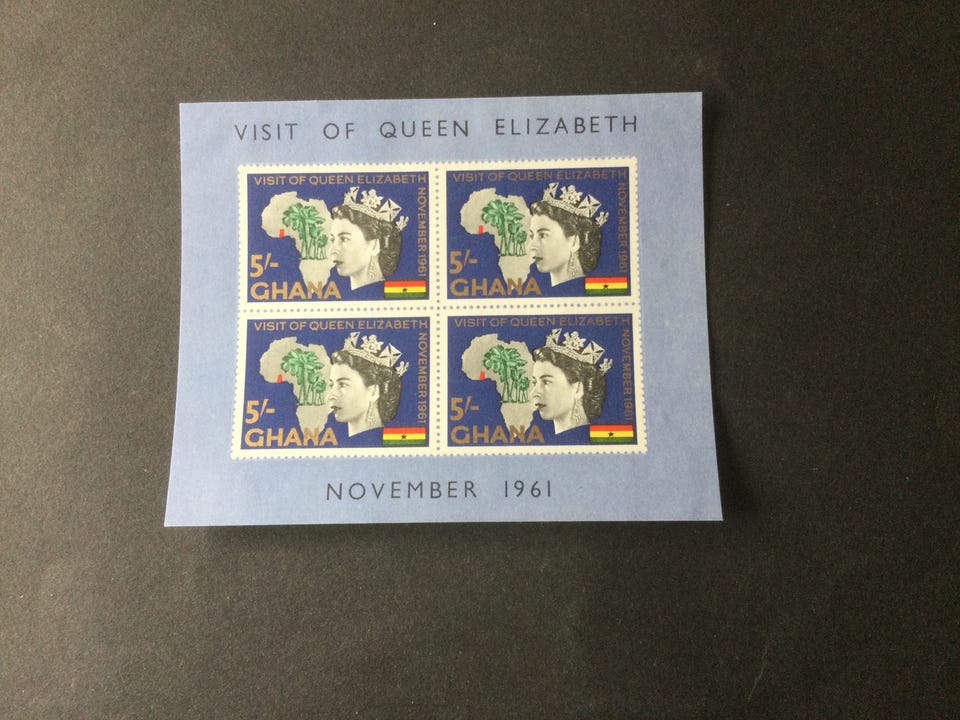 VISIT OF QUEEN ELIZABETH
VISIT OF QUEEN ELIZABETH
NOVEMBER 1961
5/-
GHANA
VISIT OF QUEEN ELIZABETH
NOVEMBER 1961
5/-
GHANA
VISIT OF QUEEN ELIZABETH
NOVEMBER 1961
5/-
GHANA
VISIT OF QUEEN ELIZABETH
NOVEMBER 1961
5/-
GHANA
NOVEMBER 1961